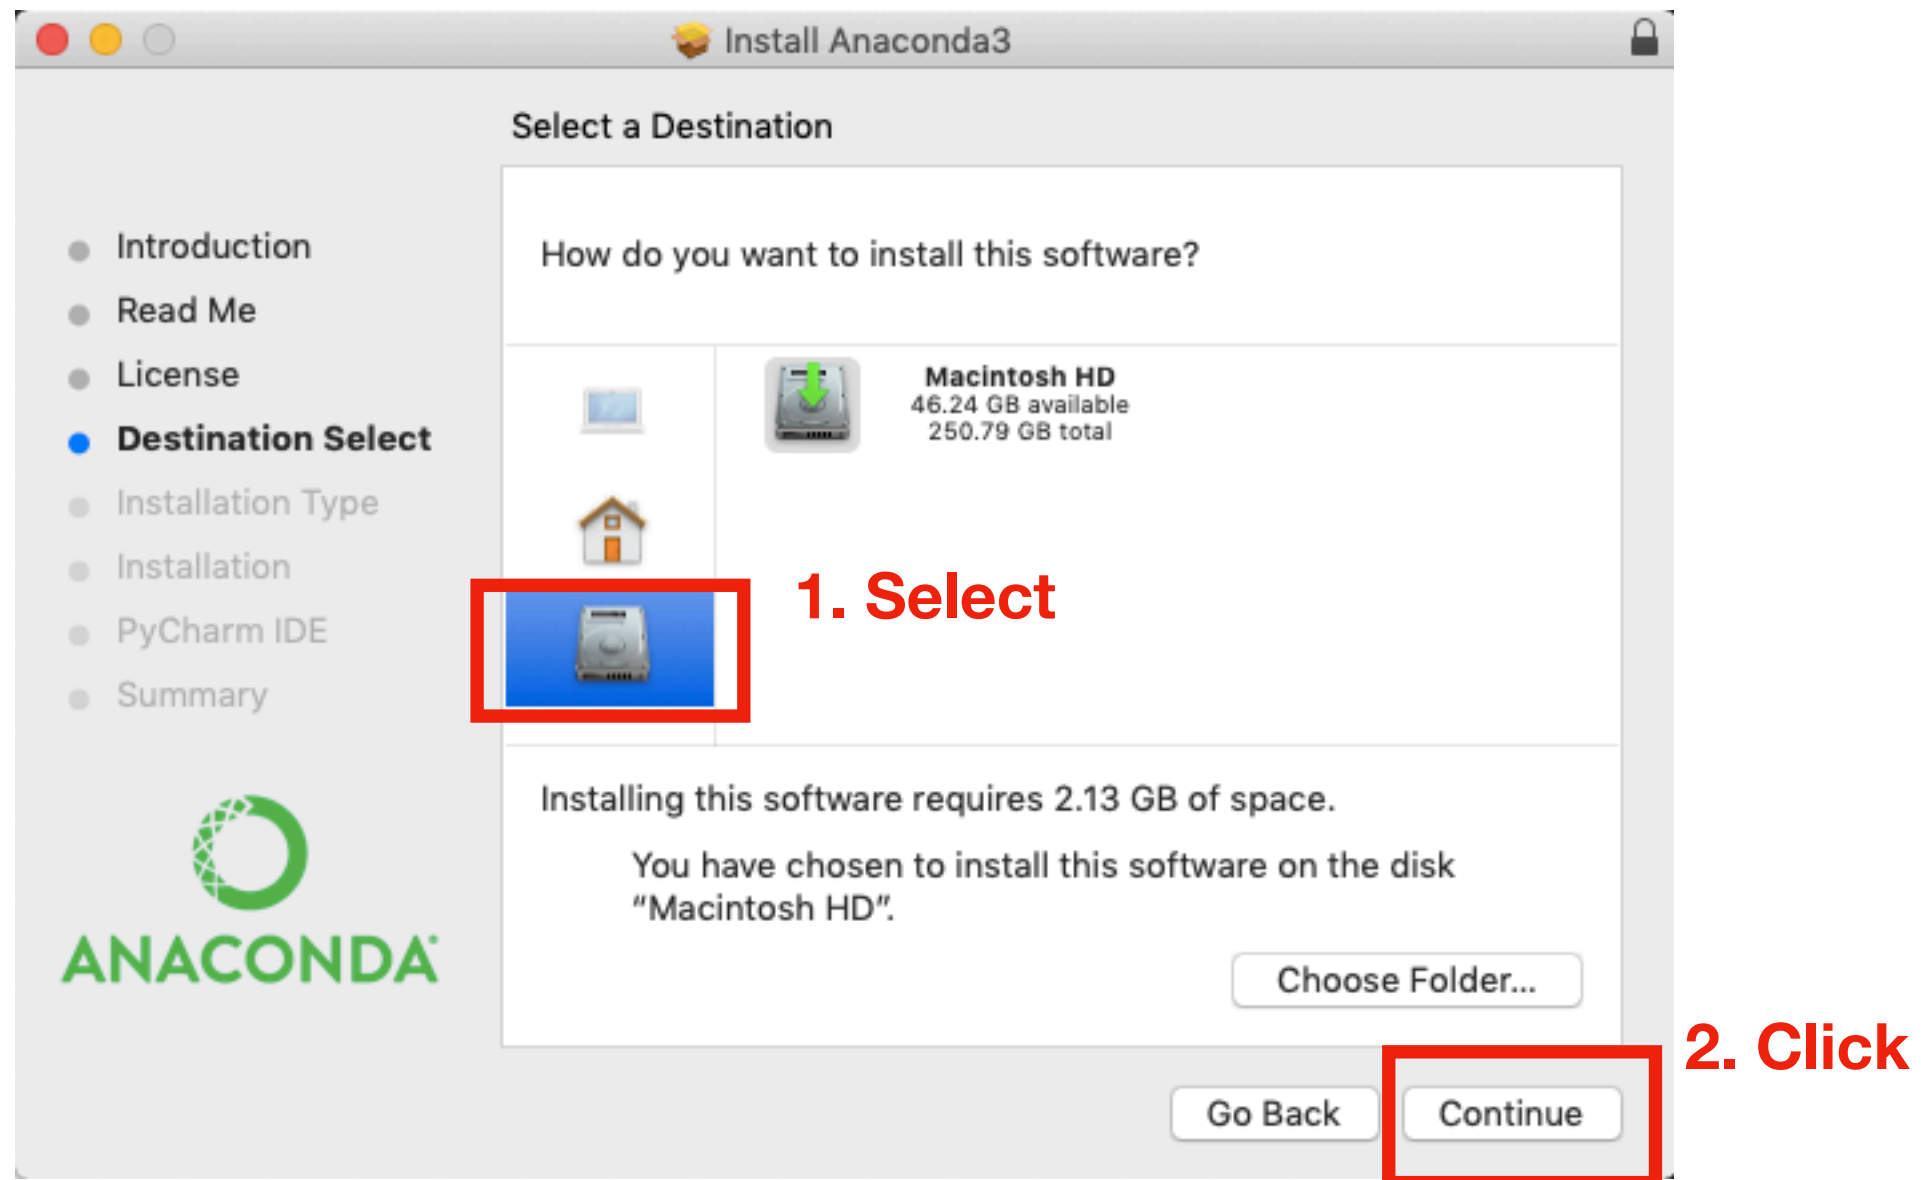 Install Anaconda3
Select a Destination
Introduction
Read Me
License
Destination Select
Installation Type
Installation
PyCharm IDE
Summary
ANACONDA
How do you want to install this software?
Macintosh HD
46.24 GB available
250.79 GB total
1. Select
Installing this software requires 2.13 GB of space.
You have chosen to install this software on the disk
“Macintosh HD”.
Choose Folder...
2. Click
Go Back
Continue